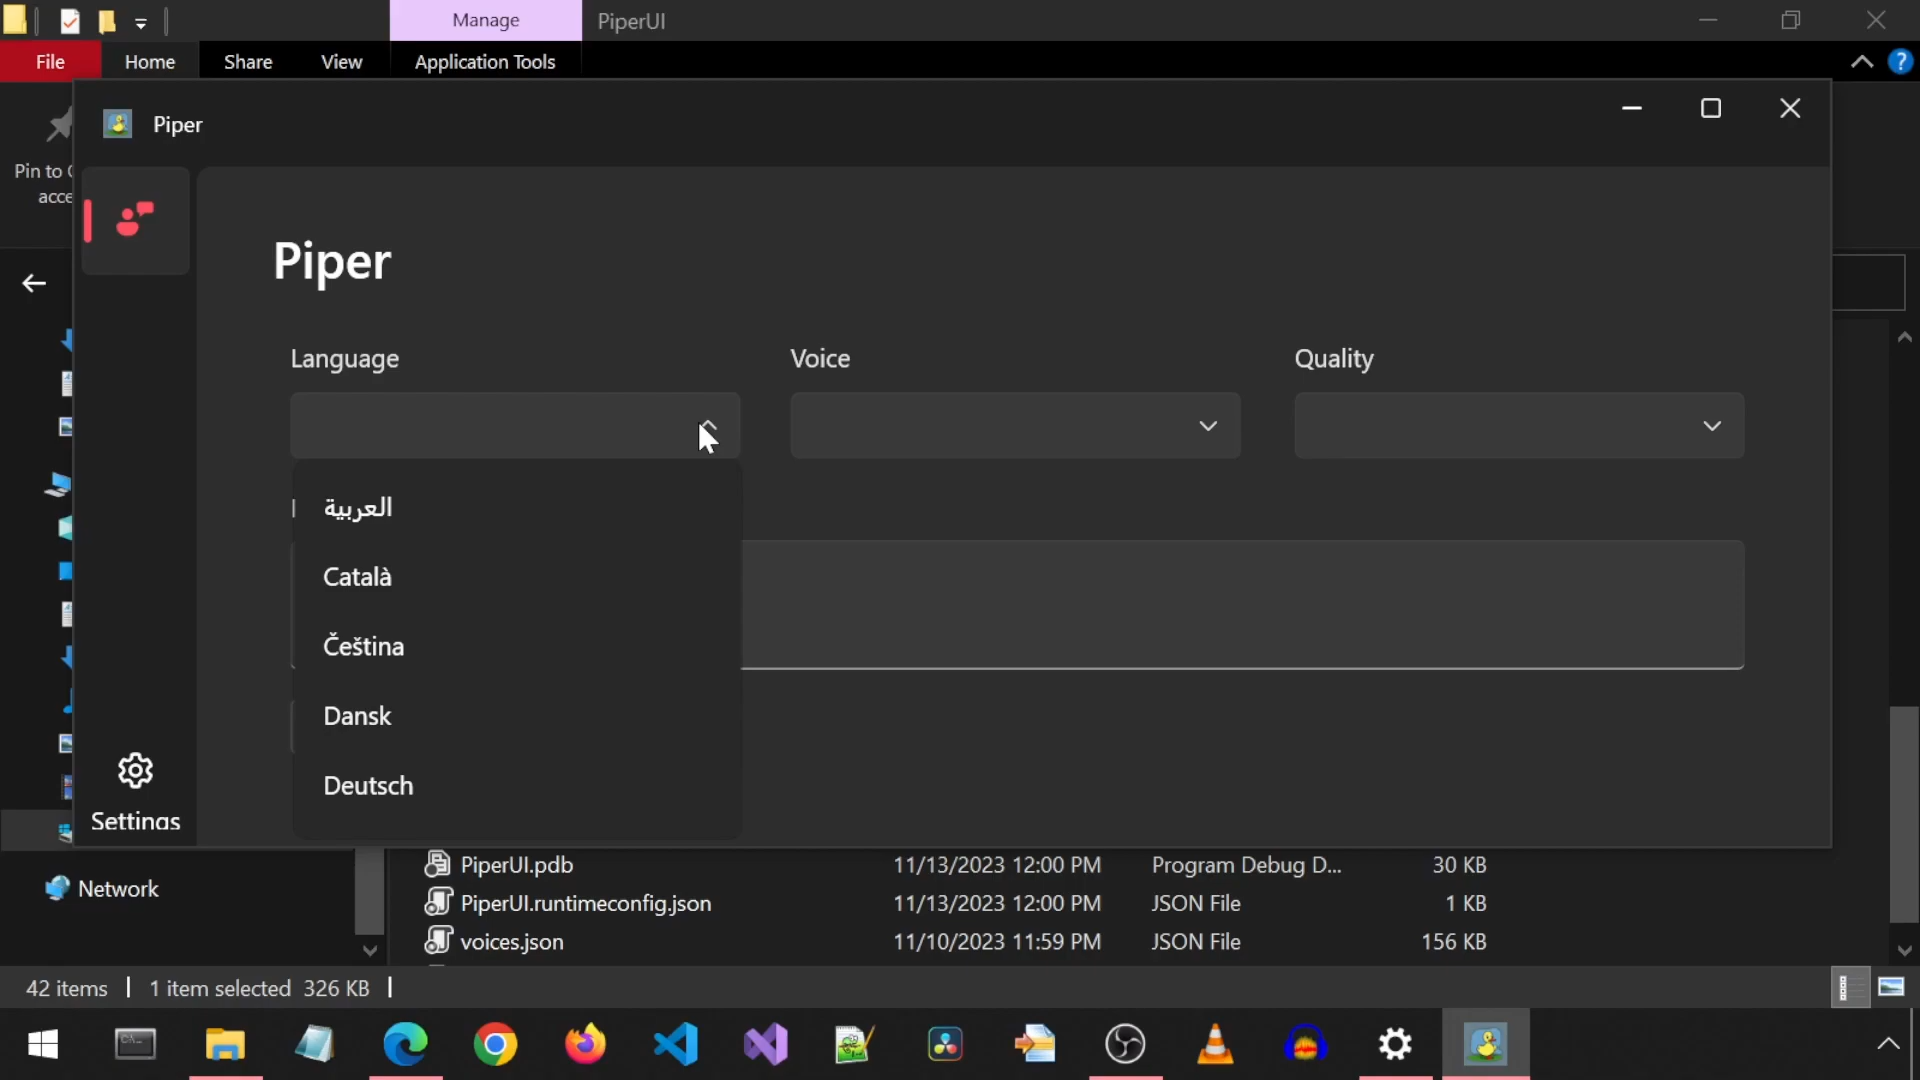 Manage
PiperUI
File
Home
Share
View
Application Tools
Piper
Pin to
acce
Piper
Language
Voice
Quality
العربية
Català
Čeština
Dansk
Deutsch
Settings
Network
PiperUI.pdb 11/13/2023 12:00 PM Program Debug D... 30 KB
PiperUI.runtimeconfig.json 11/13/2023 12:00 PM JSON File 1 KB
voices.json 11/10/2023 11:59 PM JSON File 156 KB
42 items 1 item selected 326 KB